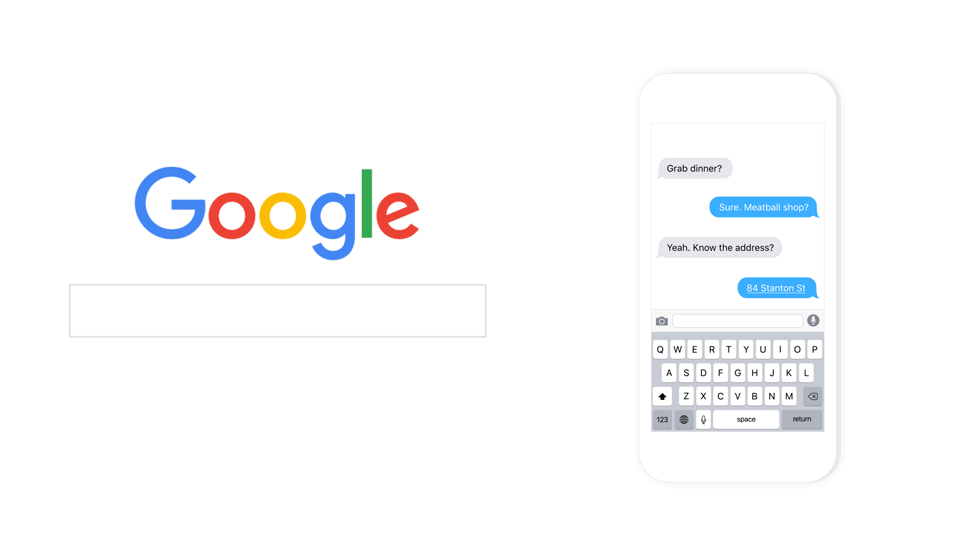 Google
Grab dinner?
Sure. Meatball shop?
Yeah. Know the address?
84 Stanton St
Q W E R T Y U I O P
A S D F G H J K L
Z X C V B N M
123 space return